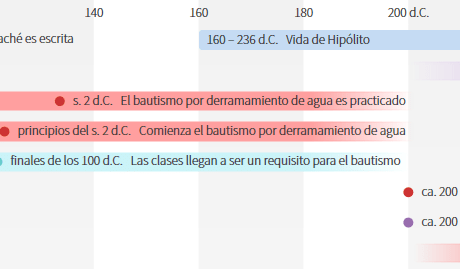 140 160 180 200 d.C.
aché es escrita
160 – 236 d.C. Vida de Hipólito
s. 2 d.C. El bautismo por derramamiento de agua es practicado
principios del s. 2 d.C. Comienza el bautismo por derramamiento de agua
finales de los 100 d.C. Las clases llegan a ser un requisito para el bautismo
ca. 200
ca. 200